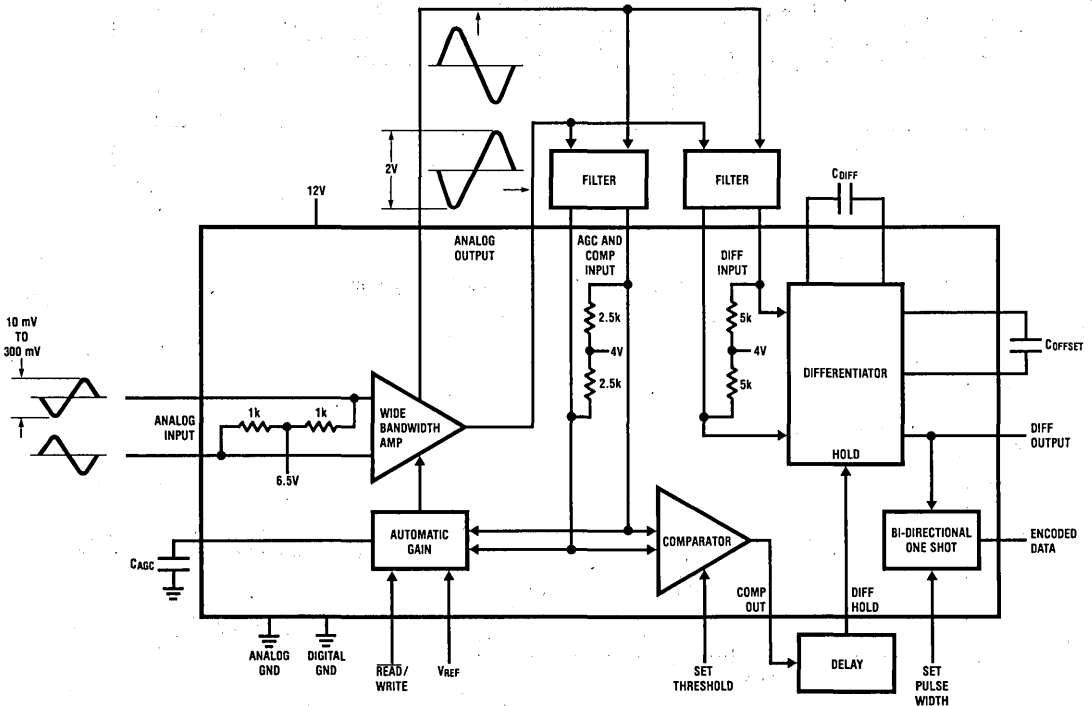 2V
FILTER
FILTER
CDIFF
12V
ANALOG
OUTPUT
AGC AND
COMP
INPUT
DIFF
INPUT
2.5k
4V
2.5k
5k
4V
5k
DIFFERENTIATOR
HOLD
COFFSET
10 mV
TO
300 mV
ANALOG
INPUT
1k
1k
6.5V
WIDE
BANDWIDTH
AMP
DIFF
OUTPUT
AUTOMATIC
GAIN
COMPARATOR
BI-DIRECTIONAL
ONE SHOT
ENCODED
DATA
CAGC
COMP
OUT
DIFF
HOLD
ANALOG
GND
DIGITAL
GND
READ/
WRITE
VREF
SET
THRESHOLD
DELAY
SET
PULSE
WIDTH